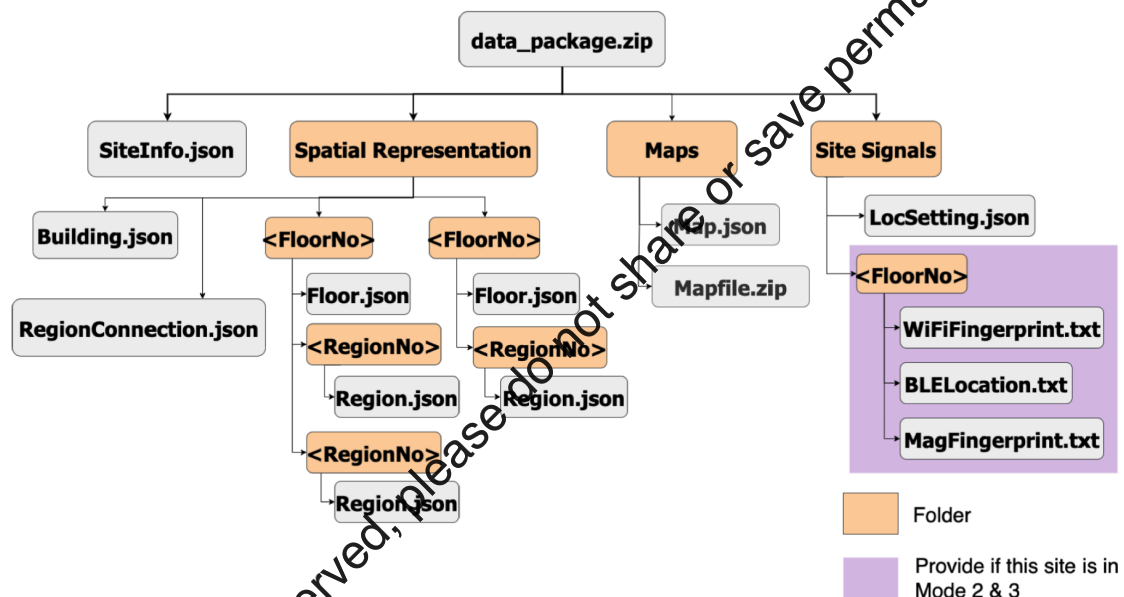 data_package.zip
SiteInfo.json
Spatial Representation
Maps
Site Signals
Building.json
<FloorNo>
<FloorNo>
Map.json
LocSetting.json
RegionConnection.json
Floor.json
Floor.json
Mapfile.zip
<FloorNo>
<RegionNo>
<RegionNo>
WiFiFingerprint.txt
Region.json
Region.json
BLELocation.txt
<RegionNo>
MagFingerprint.txt
Region.json
Folder
Provide if this site is in
Mode 2 & 3
please do not share or save